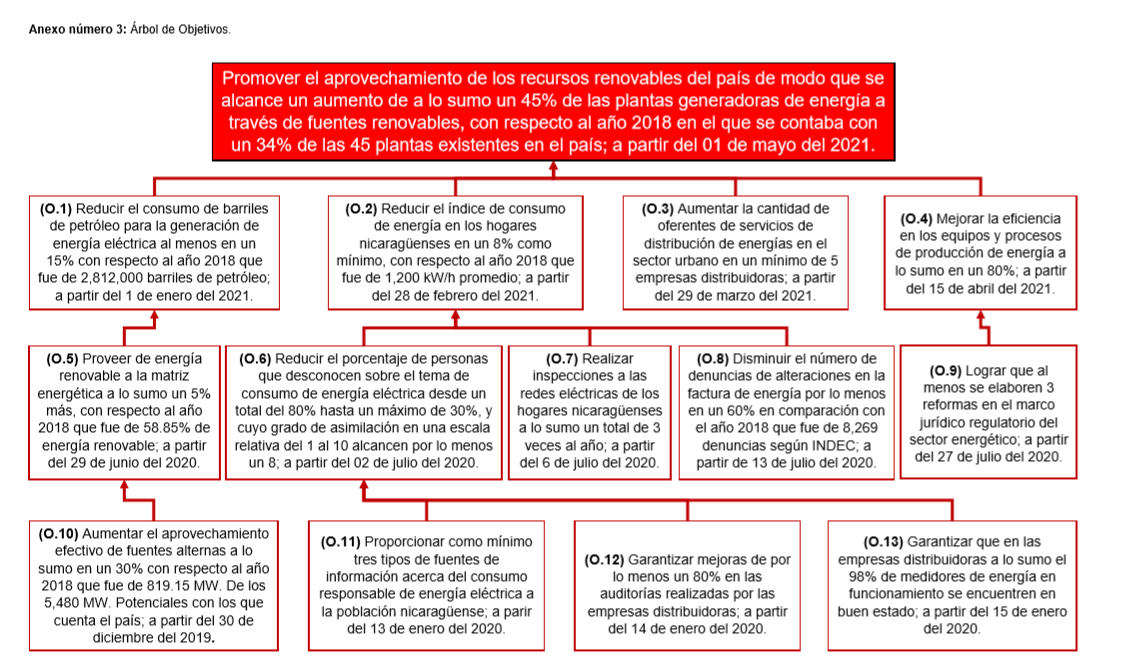 Anexo número 3: Árbol de Objetivos.
Promover el aprovechamiento de los recursos renovables del país de modo que se
alcance un aumento de a lo sumo un 45% de las plantas generadoras de energía a
través de fuentes renovables, con respecto al año 2018 en el que se contaba con
un 34% de las 45 plantas existentes en el país; a partir del 01 de mayo del 2021.
(O.1) Reducir el consumo de barriles
de petróleo para la generación de
energía eléctrica al menos en un
15% con respecto al año 2018 que
fue de 2,812,000 barriles de petróleo;
a partir del 1 de enero del 2021.
(O.2) Reducir el índice de consumo
de energía en los hogares
nicaragüenses en un 8% como
mínimo, con respecto al año 2018 que
fue de 1,200 kW/h promedio; a partir
del 28 de febrero del 2021.
(O.3) Aumentar la cantidad de
oferentes de servicios de
distribución de energías en el
sector urbano en un mínimo de 5
empresas distribuidoras; a partir
del 29 de marzo del 2021.
(O.4) Mejorar la eficiencia
en los equipos y procesos
de producción de energía a
lo sumo en un 80%; a partir
del 15 de abril del 2021.
(O.5) Proveer de energía
renovable a la matriz
energética a lo sumo un 5%
más, con respecto al año
2018 que fue de 58.85% de
energía renovable; a partir
del 29 de junio del 2020.
(O.6) Reducir el porcentaje de personas
que desconocen sobre el tema de
consumo de energía eléctrica desde un
total del 80% hasta un máximo de 30%, y
cuyo grado de asimilación en una escala
relativa del 1 al 10 alcancen por lo menos
un 8; a partir del 02 de julio del 2020.
(O.7) Realizar
inspecciones a las
redes eléctricas de los
hogares nicaragüenses
a lo sumo un total de 3
veces al año; a partir
del 6 de julio del 2020.
(O.8) Disminuir el número de
denuncias de alteraciones en la
factura de energía por lo menos
en un 60% en comparación con
el año 2018 que fue de 8,269
denuncias según INDEC; a
partir de 13 de julio del 2020.
(O.9) Lograr que al
menos se elaboren 3
reformas en el marco
jurídico regulatorio del
sector energético; a partir
del 27 de julio del 2020.
(O.10) Aumentar el aprovechamiento
efectivo de fuentes alternas a lo
sumo en un 30% con respecto al año
2018 que fue de 819.15 MW. De los
5,480 MW. Potenciales con los que
cuenta el país; a partir del 30 de
diciembre del 2019.
(O.11) Proporcionar como mínimo
tres tipos de fuentes de
información acerca del consumo
responsable de energía eléctrica a
la población nicaragüense; a parir
del 13 de enero del 2020.
(O.12) Garantizar mejoras de por
lo menos un 80% en las
auditorías realizadas por las
empresas distribuidoras; a partir
del 14 de enero del 2020.
(O.13) Garantizar que en las
empresas distribuidoras a lo sumo el
98% de medidores de energía en
funcionamiento se encuentren en
buen estado; a partir del 15 de enero
del 2020.